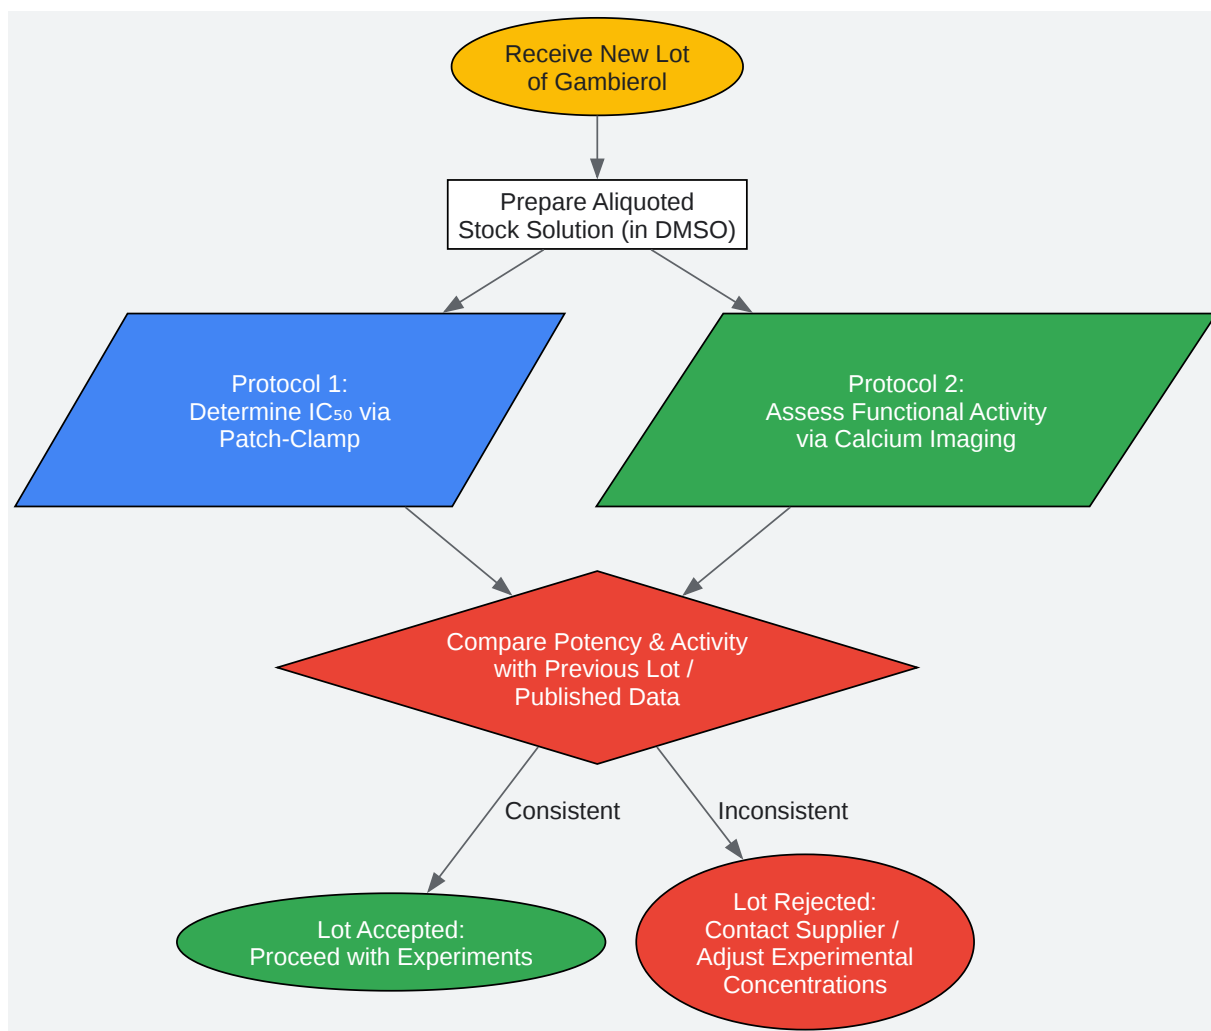 Receive New Lot
of Gambierol
Prepare Aliquoted
Stock Solution (in DMSO)
Protocol 1:
Determine IC₅₀ via
Patch-Clamp
Protocol 2:
Assess Functional Activity
via Calcium Imaging
Compare Potency & Activity
with Previous Lot /
Published Data
Consistent
Inconsistent
Lot Accepted:
Proceed with Experiments
Lot Rejected:
Contact Supplier /
Adjust Experimental
Concentrations